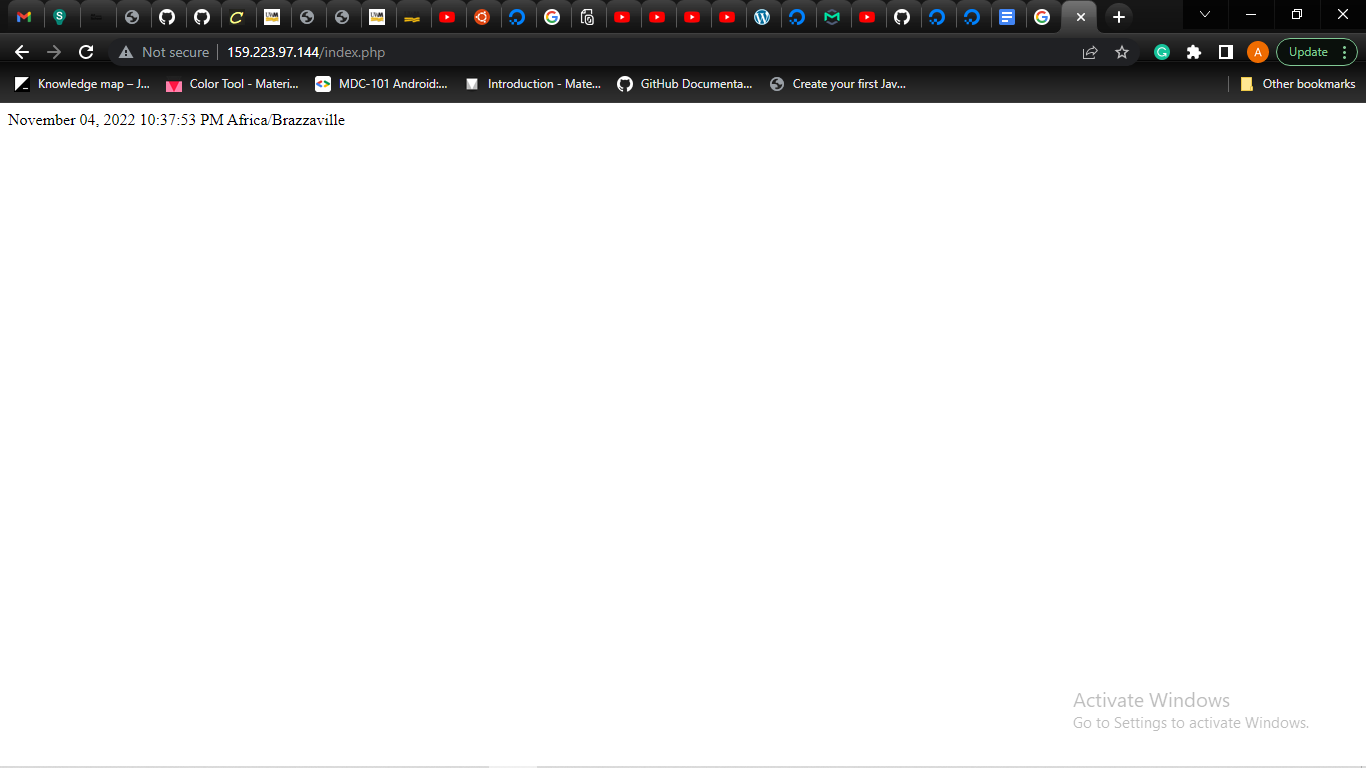 Not secure 159.223.97.144/index.php Update
Knowledge map – J... Color Tool - Materi... MDC-101 Android:... Introduction - Mate... GitHub Documenta... Create your first Jav... Other bookmarks
November 04, 2022 10:37:53 PM Africa/Brazzaville
Activate Windows
Go to Settings to activate Windows.